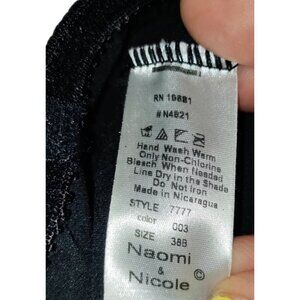 RN 19881
# N4821
Hand Wash Warm
Only Non-Chlorine
Bleach When Needed
Line Dry in the Shade
Do Not Iron
Made in Nicaragua
STYLE 7777
color 003
SIZE 38B
Naomi
&
Nicole ©